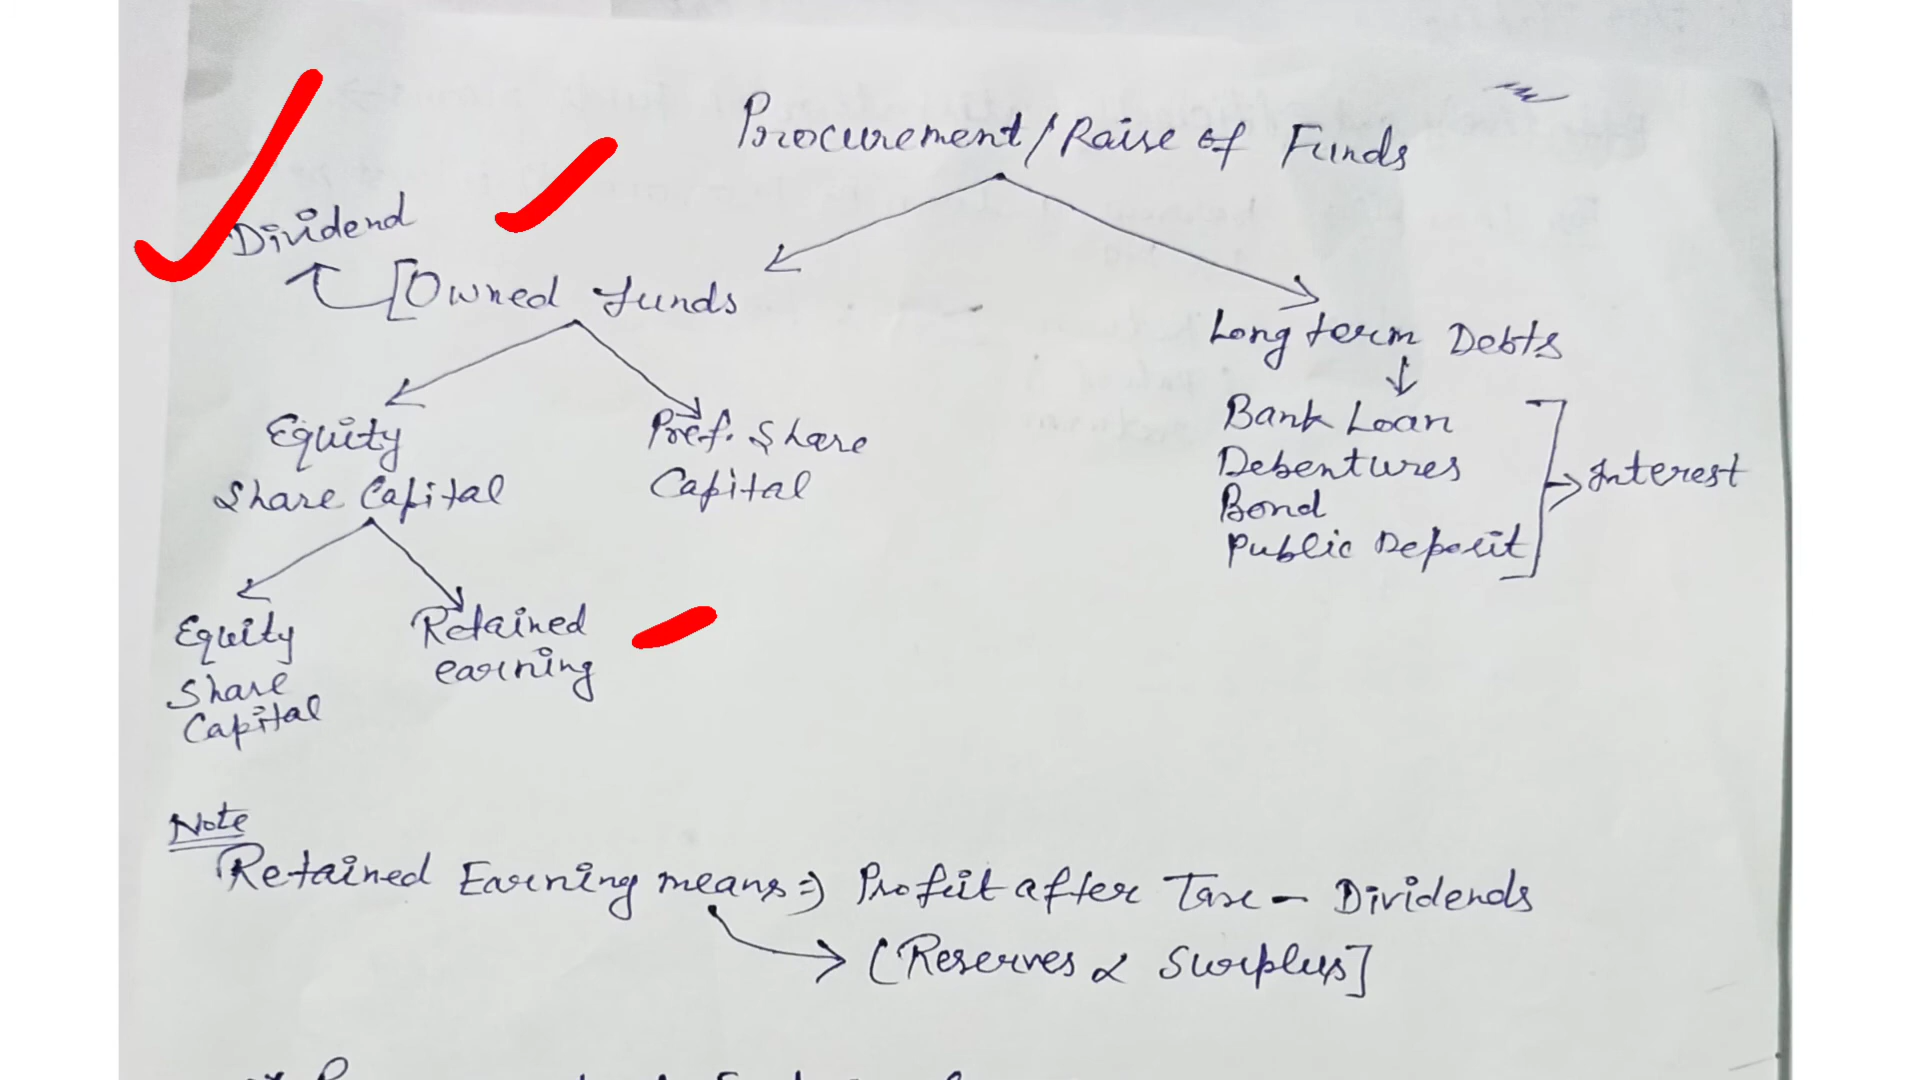 Procurement/Raise of Funds
Dividend
[Owned funds
Long term Debts
Equity
Share Capital
Pref. Share
Capital
Bank Loan
Debentures
Bond
Public Deposit
Interest
Equity
Share
Capital
Retained
earning
Note
Retained Earning means => Profit after Tax - Dividends
(Reserves & Surplus]